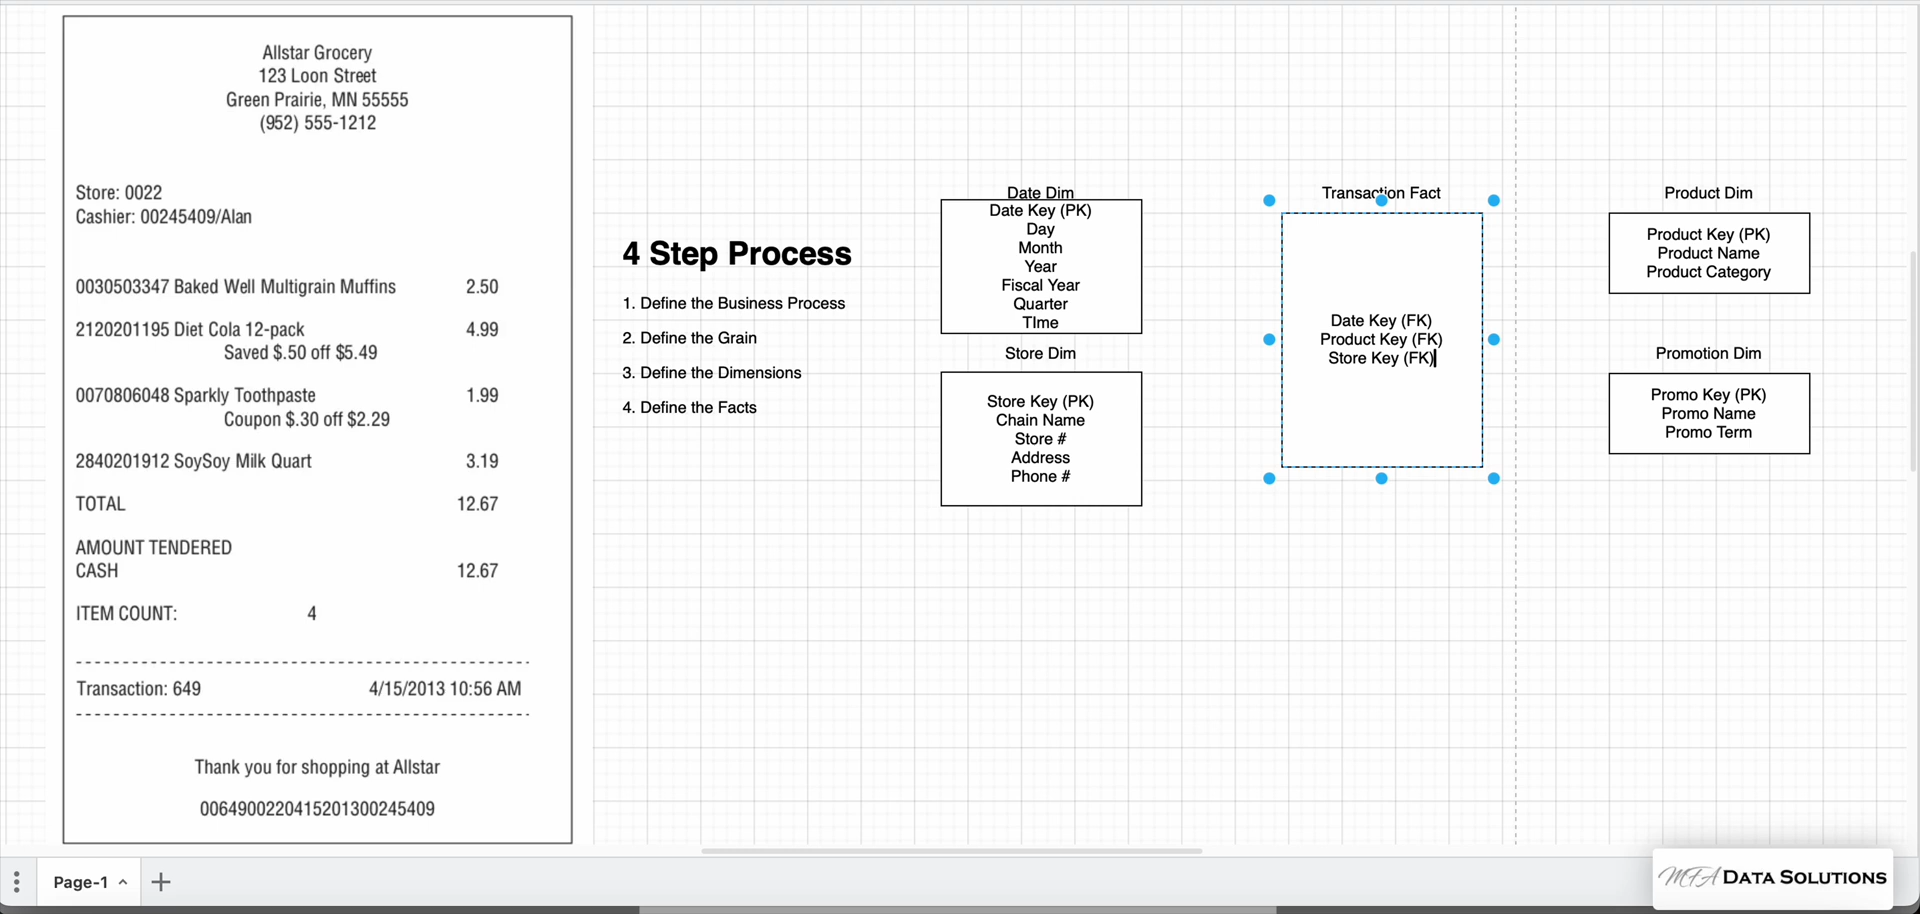 Allstar Grocery
123 Loon Street
Green Prairie, MN 55555
(952) 555-1212
Store: 0022
Cashier: 00245409/Alan
0030503347 Baked Well Multigrain Muffins 2.50
2120201195 Diet Cola 12-pack 4.99
Saved $.50 off $5.49
0070806048 Sparkly Toothpaste 1.99
Coupon $.30 off $2.29
2840201912 SoySoy Milk Quart 3.19
TOTAL 12.67
AMOUNT TENDERED
CASH 12.67
ITEM COUNT: 4
Transaction: 649 4/15/2013 10:56 AM
Thank you for shopping at Allstar
0064900220415201300245409
4 Step Process
1. Define the Business Process
2. Define the Grain
3. Define the Dimensions
4. Define the Facts
Date Dim
Date Key (PK)
Day
Month
Year
Fiscal Year
Quarter
TIme
Store Dim
Store Key (PK)
Chain Name
Store #
Address
Phone #
Transaction Fact
Date Key (FK)
Product Key (FK)
Store Key (FK)
Product Dim
Product Key (PK)
Product Name
Product Category
Promotion Dim
Promo Key (PK)
Promo Name
Promo Term
Page-1
MFA DATA SOLUTIONS